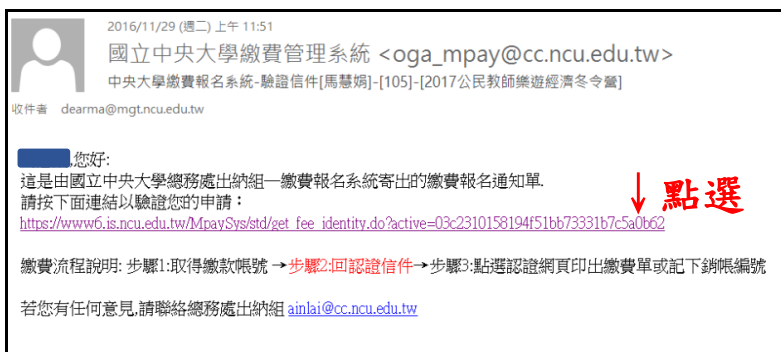 2016/11/29 (週二) 上午 11:51
國立中央大學繳費管理系統 <oga_mpay@cc.ncu.edu.tw>
中央大學繳費報名系統-驗證信件[馬慧娟]-[105]-[2017公民教師樂遊經濟冬令營]
收件者 dearma@mgt.ncu.edu.tw
,您好:
這是由國立中央大學總務處出納組—繳費報名系統寄出的繳費報名通知單.
請按下面連結以驗證您的申請：
↓ 點選
https://www6.is.ncu.edu.tw/MpaySys/std/get_fee_identity.do?active=03c2310158194f51bb73331b7c5a0b62
繳費流程說明: 步驟1:取得繳款帳號 →步驟2:回認證信件→步驟3:點選認證網頁印出繳費單或記下銷帳編號
若您有任何意見,請聯絡總務處出納組 ainlai@cc.ncu.edu.tw